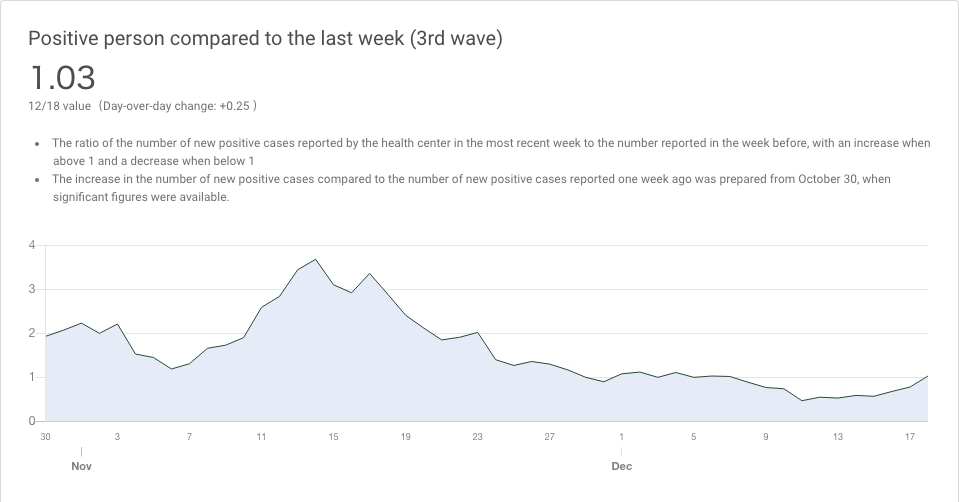 Positive person compared to the last week (3rd wave)
1.03
12/18 value （Day-over-day change: +0.25 ）
• The ratio of the number of new positive cases reported by the health center in the most recent week to the number reported in the week before, with an increase when
above 1 and a decrease when below 1
• The increase in the number of new positive cases compared to the number of new positive cases reported one week ago was prepared from October 30, when
significant figures were available.
4
3
2
1
0
30 3 7 11 15 19 23 27 1 5 9 13 17
Nov Dec